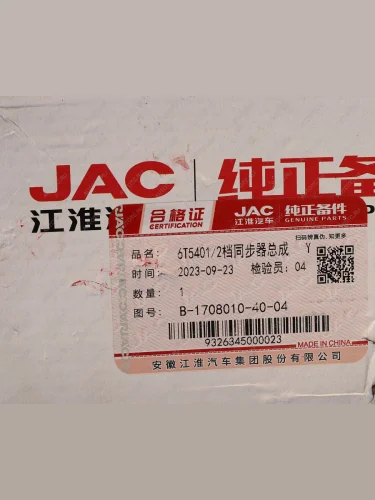 JAC 纯正备
江淮
合格证
CERTIFICATION
JAC 纯正备件
江淮汽车 GENUINE PARTS
扫码辨真伪, 知更多
品名: 6T5401/2档同步器总成 Y
时间: 2023-09-23 检验员: 04
数量: 1
图号: B-1708010-40-04
9326345000023
MADE IN CHINA
安徽江淮汽车集团股份有限公司